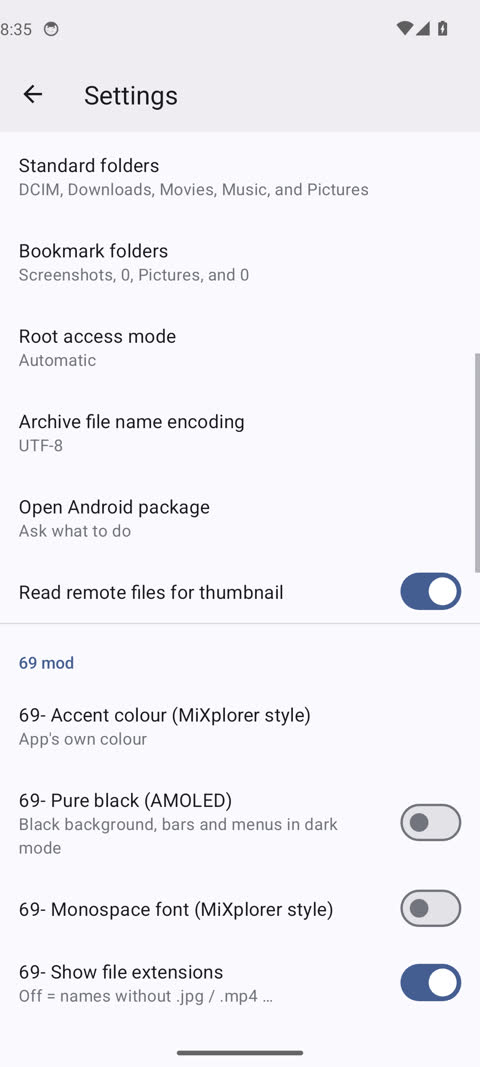 8:35
Settings
Standard folders
DCIM, Downloads, Movies, Music, and Pictures
Bookmark folders
Screenshots, 0, Pictures, and 0
Root access mode
Automatic
Archive file name encoding
UTF-8
Open Android package
Ask what to do
Read remote files for thumbnail
69 mod
69- Accent colour (MiXplorer style)
App's own colour
69- Pure black (AMOLED)
Black background, bars and menus in dark
mode
69- Monospace font (MiXplorer style)
69- Show file extensions
Off = names without .jpg / .mp4 …